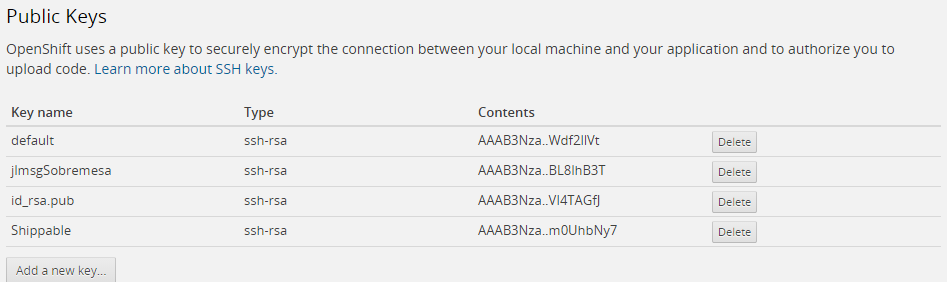 Public Keys
OpenShift uses a public key to securely encrypt the connection between your local machine and your application and to authorize you to
upload code. Learn more about SSH keys.
Key name Type Contents
default ssh-rsa AAAB3Nza..Wdf2lIVt Delete
jlmsgSobremesa ssh-rsa AAAB3Nza..BL8lhB3T Delete
id_rsa.pub ssh-rsa AAAB3Nza..VI4TAGfJ Delete
Shippable ssh-rsa AAAB3Nza..m0UhbNy7 Delete
Add a new key...